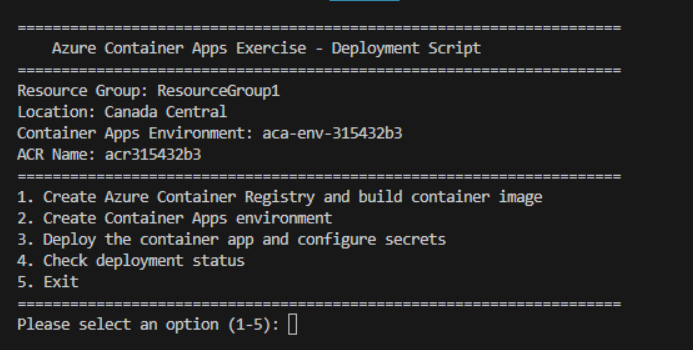 ======================================================================
Azure Container Apps Exercise - Deployment Script
======================================================================
Resource Group: ResourceGroup1
Location: Canada Central
Container Apps Environment: aca-env-315432b3
ACR Name: acr315432b3
======================================================================
1. Create Azure Container Registry and build container image
2. Create Container Apps environment
3. Deploy the container app and configure secrets
4. Check deployment status
5. Exit
======================================================================
Please select an option (1-5):